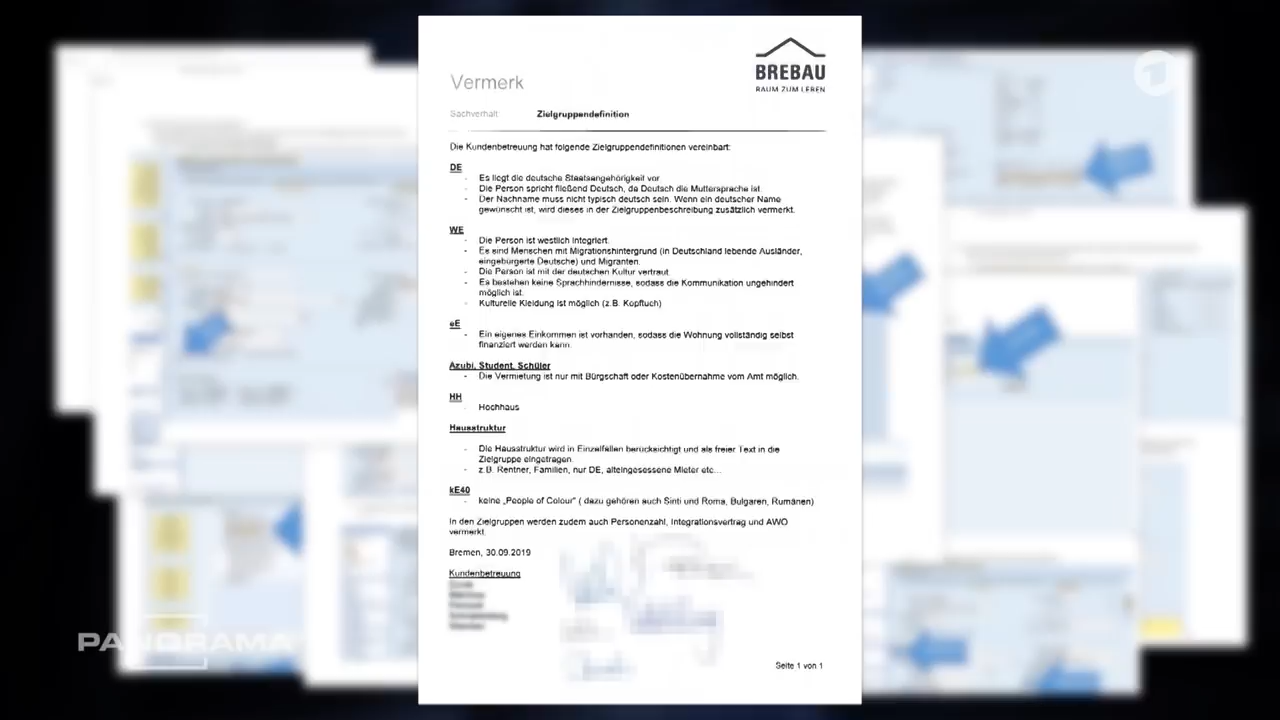 BREBAU
RAUM ZUM LEBEN
Vermerk
Sachverhalt: Zielgruppendefinition
Die Kundenbetreuung hat folgende Zielgruppendefinitionen vereinbart:
DE
- Es liegt die deutsche Staatsangehörigkeit vor
- Die Person spricht fließend Deutsch, da Deutsch die Muttersprache ist.
- Der Nachname muss nicht typisch deutsch sein. Wenn ein deutscher Name
gewünscht ist, wird dieses in der Zielgruppenbeschreibung zusätzlich vermerkt.
WE
- Die Person ist westlich integriert.
- Es sind Menschen mit Migrationshintergrund (in Deutschland lebende Ausländer,
eingebürgerte Deutsche) und Migranten.
- Die Person ist mit der deutschen Kultur vertraut
- Es bestehen keine Sprachhindernisse, sodass die Kommunikation ungehindert
möglich ist.
- Kulturelle Kleidung ist möglich (z.B. Kopftuch)
eE
- Ein eigenes Einkommen ist vorhanden, sodass die Wohnung vollständig selbst
finanziert werden kann.
Azubi, Student, Schüler
- Die Vermietung ist nur mit Bürgschaft oder Kostenübernahme vom Amt möglich.
HH
- Hochhaus
Hausstruktur
- Die Hausstruktur wird in Einzelfällen berücksichtigt und als freier Text in die
Zielgruppe eingetragen.
- z.B. Rentner, Familien, nur DE, alteingesessene Mieter etc...
kE40
- keine „People of Colour" ( dazu gehören auch Sinti und Roma, Bulgaren, Rumänen)
In den Zielgruppen werden zudem auch Personenzahl, Integrationsvertrag und AWO
vermerkt.
Bremen, 30.09.2019
Kundenbetreuung
Seite 1 von 1
PANORAMA
1